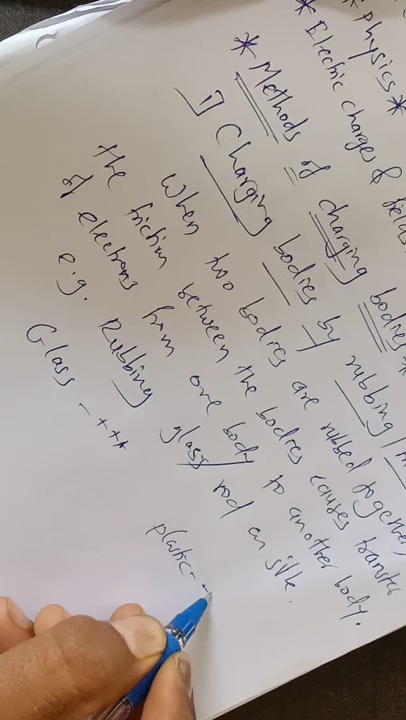 * Physics *
* Electric charges & fields
* Methods of charging bodies *
1] Charging bodies by rubbing /
When two bodies are rubbed together,
the friction between the bodies causes transfer
of electrons from one body to another body.
e.g. Rubbing glass rod on silk.
Glass - +++
plastic - -